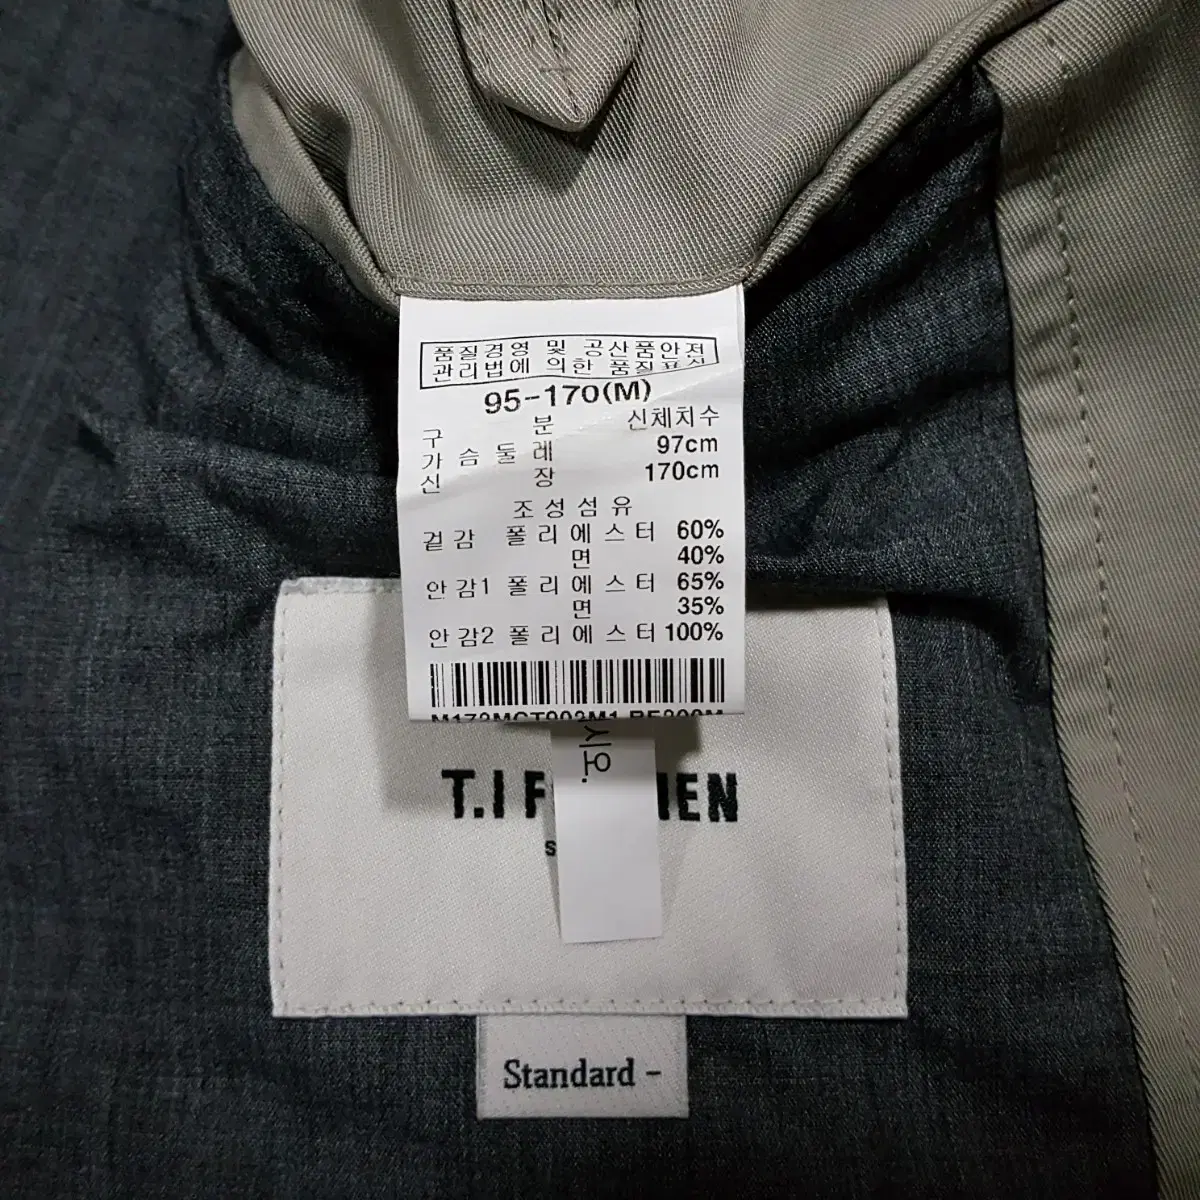 품질경영 및 공산품안전
관리법에 의한 품질표시
95-170(M)
구 분 신체치수
가슴둘레 97cm
신 장 170cm
조성섬유
겉감 폴리에스터 60%
면 40%
안감1 폴리에스터 65%
면 35%
안감2 폴리에스터 100%
시오.
T.I F
MEN
Standard -